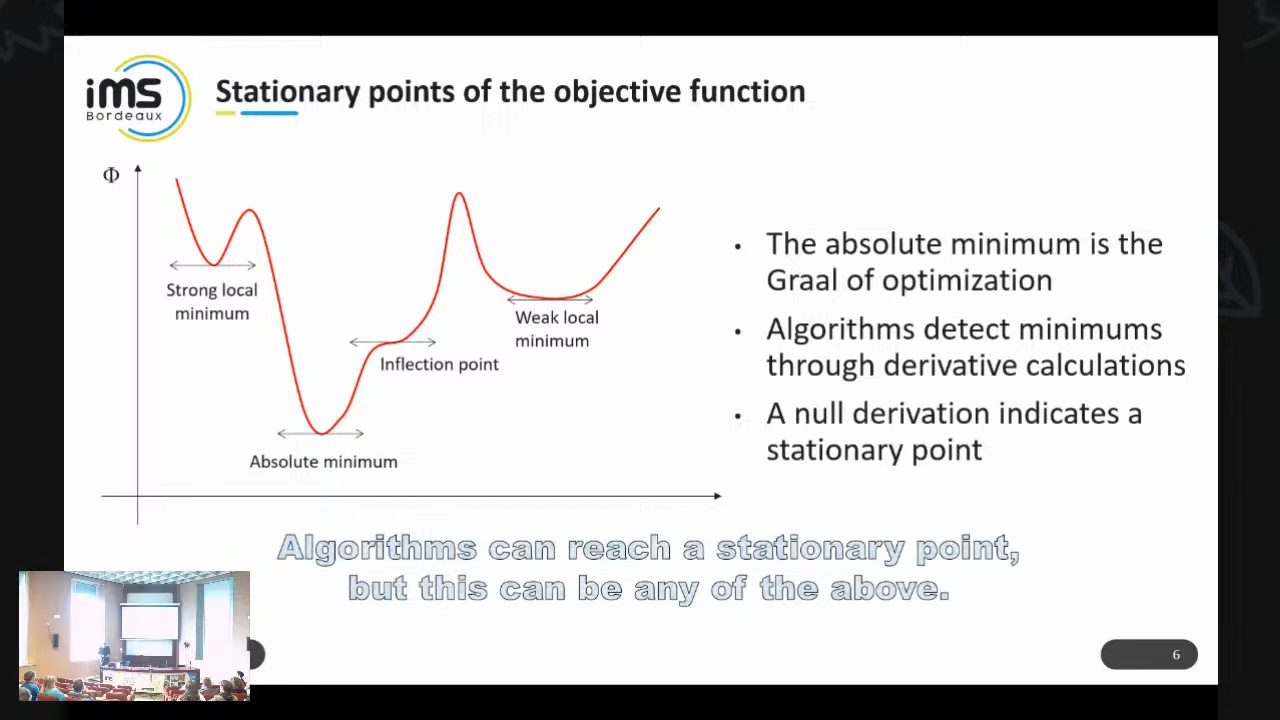 ims
Bordeaux
Stationary points of the objective function
Φ
Strong local
minimum
Weak local
minimum
Inflection point
Absolute minimum
• The absolute minimum is the
Graal of optimization
• Algorithms detect minimums
through derivative calculations
• A null derivation indicates a
stationary point
Algorithms can reach a stationary point,
but this can be any of the above.
6